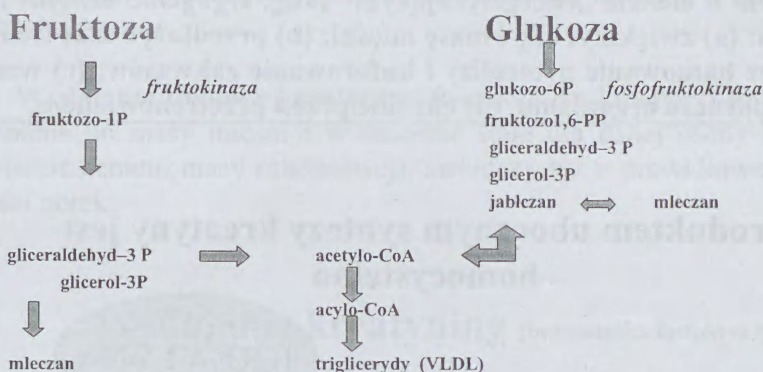 Fruktoza
Glukoza
fruktokinaza
glukozo-6P
fosfofruktokinaza
fruktozo-1P
fruktozo1,6-PP
gliceraldehyd–3 P
glicerol-3P
jabłczan
mleczan
gliceraldehyd–3 P
acetylo-CoA
glicerol-3P
acylo-CoA
mleczan
triglicerydy (VLDL)